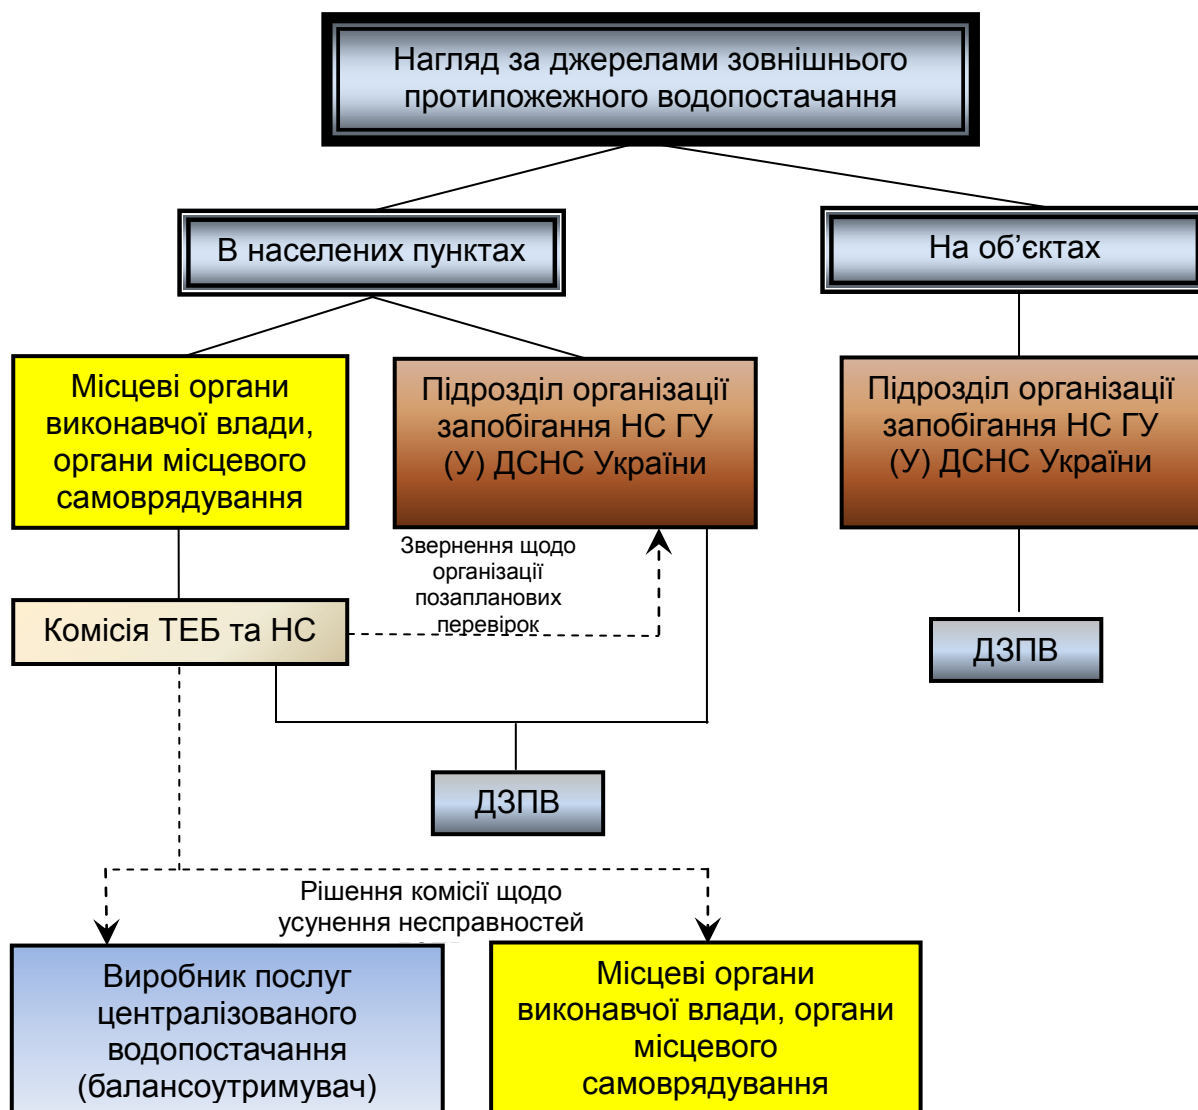 Нагляд за джерелами зовнішнього
протипожежного водопостачання
В населених пунктах
На об’єктах
Місцеві органи
виконавчої влади,
органи місцевого
самоврядування
Підрозділ організації
запобігання НС ГУ
(У) ДСНС України
Підрозділ організації
запобігання НС ГУ
(У) ДСНС України
Звернення щодо
організації
позапланових
перевірок
Комісія ТЕБ та НС
ДЗПВ
ДЗПВ
Рішення комісії щодо
усунення несправностей
Виробник послуг
централізованого
водопостачання
(балансоутримувач)
Місцеві органи
виконавчої влади, органи
місцевого
самоврядування